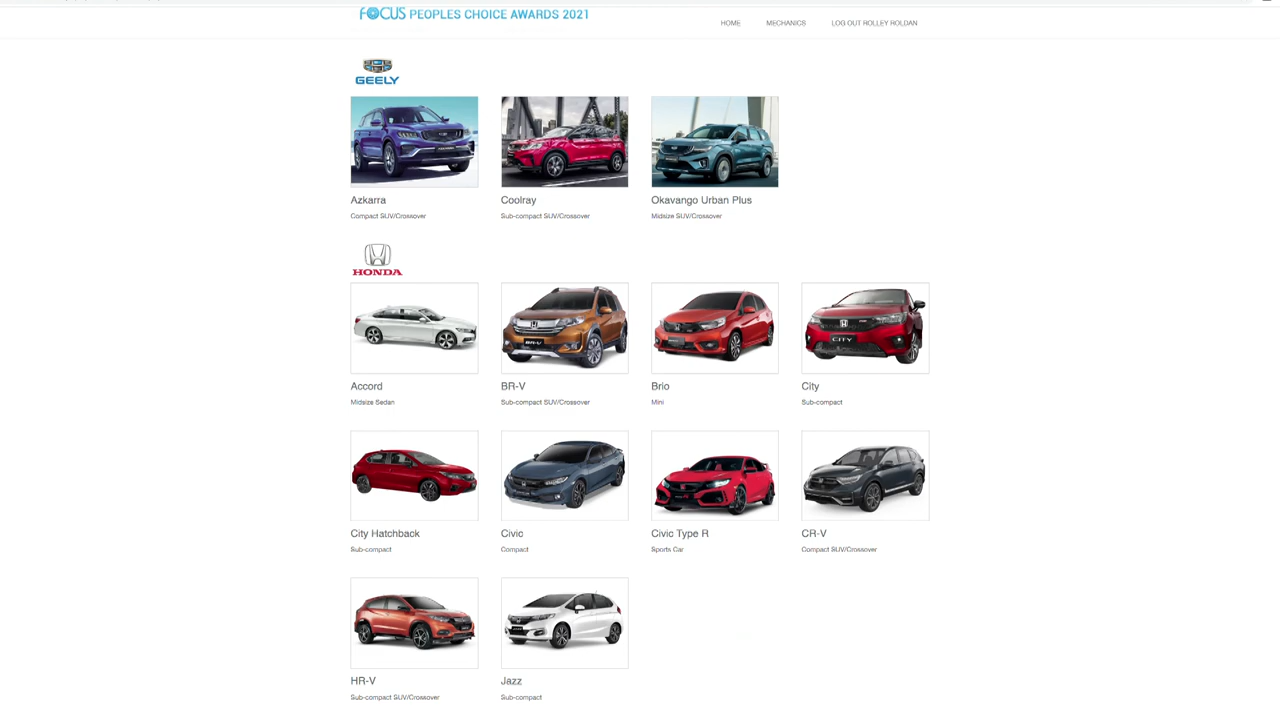 FOCUS PEOPLES CHOICE AWARDS 2021
HOME MECHANICS LOG OUT ROLLEY ROLDAN
GEELY
Azkarra Coolray Okavango Urban Plus
Compact SUV/Crossover Sub-compact SUV/Crossover Midsize SUV/Crossover
HONDA
BR-V
CITY
Accord BR-V Brio City
Midsize Sedan Sub-compact SUV/Crossover Mini Sub-compact
City Hatchback Civic Civic Type R CR-V
Sub-compact Compact Sports Car Compact SUV/Crossover
HR-V Jazz
Sub-compact SUV/Crossover Sub-compact